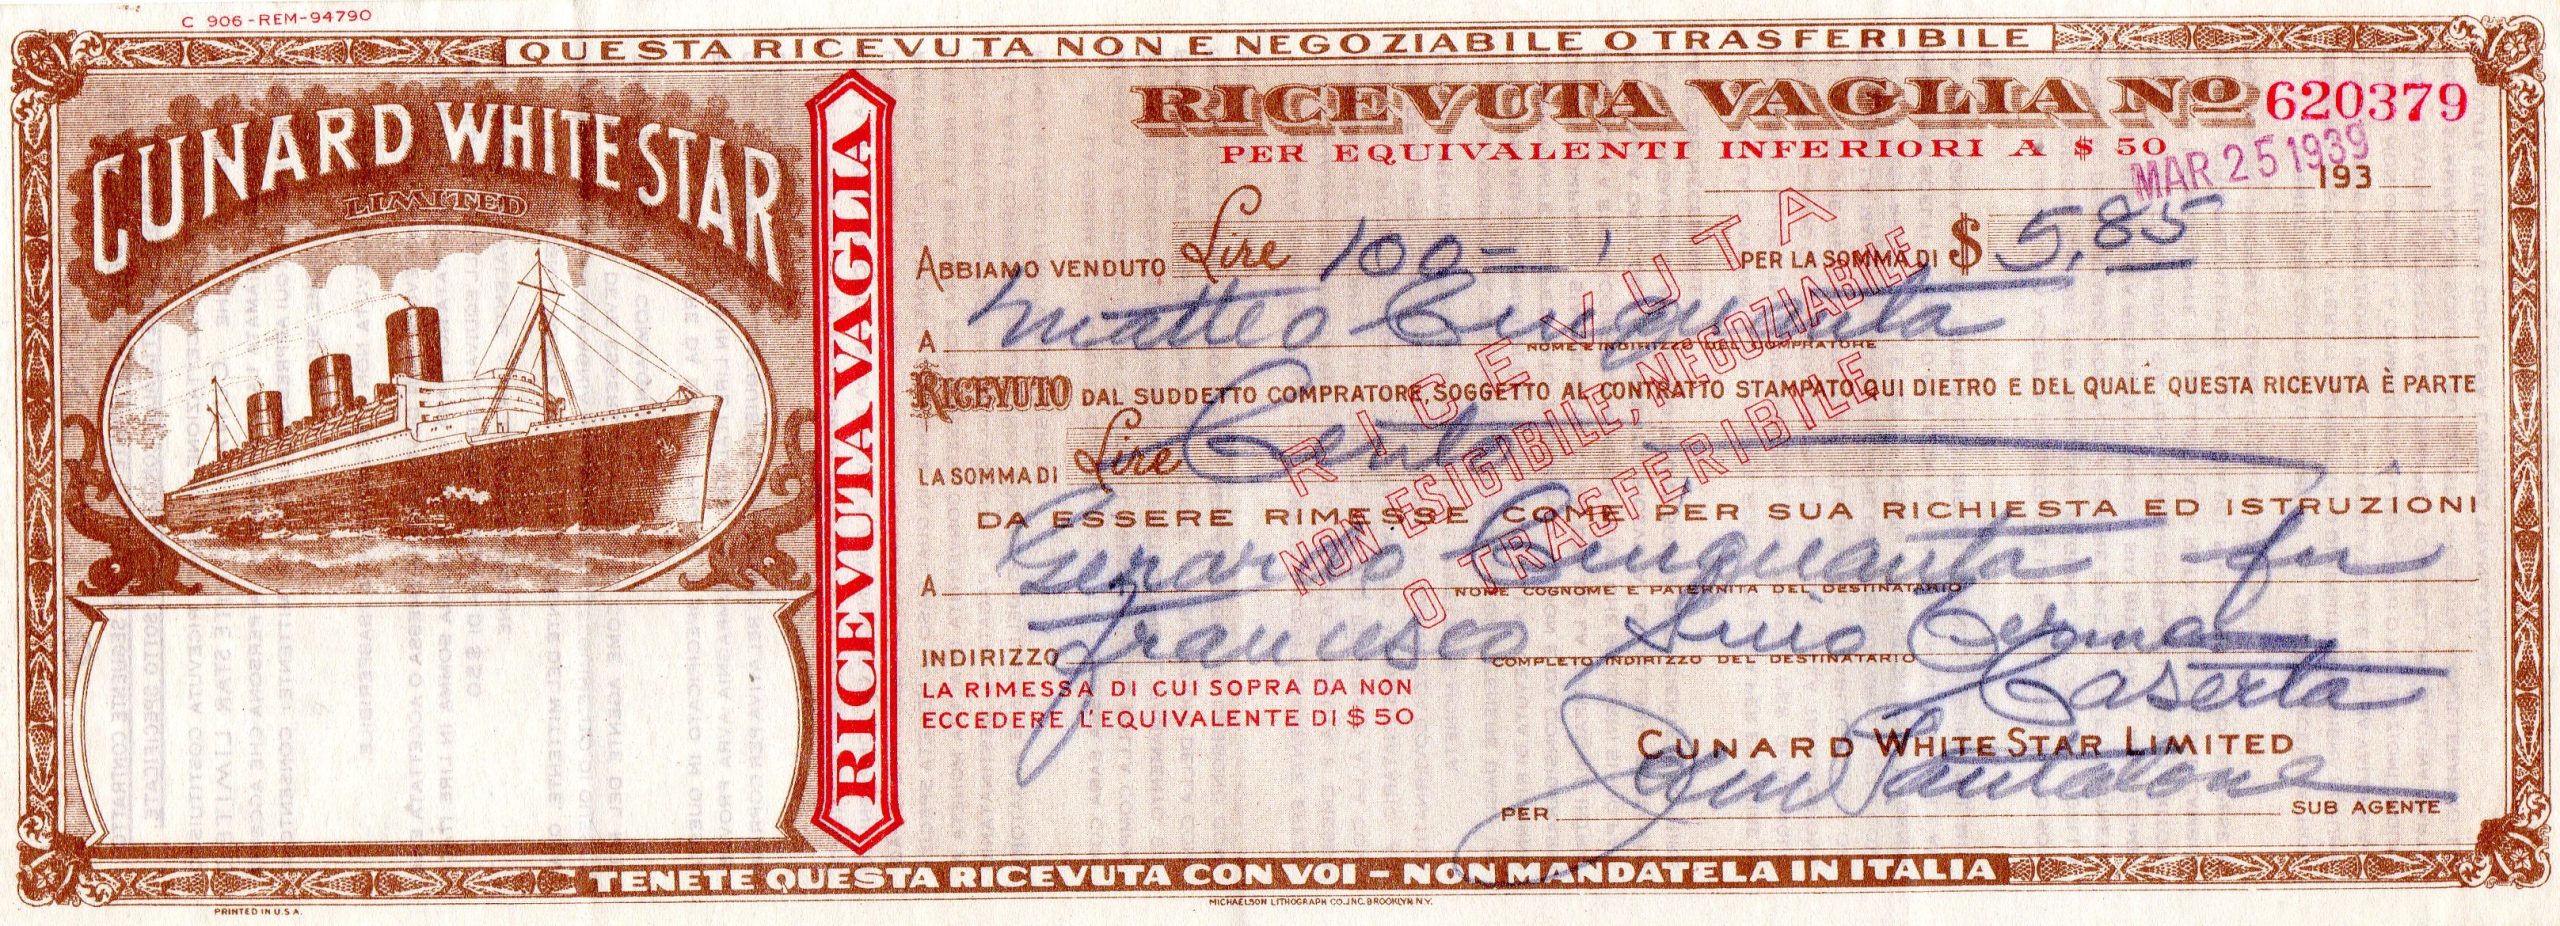 C 906-REM-94790
QUESTA RICEVUTA NON E NEGOZIABILE O TRASFERIBILE
CUNARD WHITE STAR
LIMITED
RICEVUTA VAGLIA
RICEVUTA VAGLIA No 620379
PER EQUIVALENTI INFERIORI A $ 50
MAR 25 1939
193
ABBIAMO VENDUTO Lire 100= PER LA SOMMA DI $ 5,85
A Matteo Cinquanta
NOME E INDIRIZZO DEL COMPRATORE
RICEVUTO DAL SUDDETTO COMPRATORE, SOGGETTO AL CONTRATTO STAMPATO QUI DIETRO E DEL QUALE QUESTA RICEVUTA È PARTE
LA SOMMA DI Lire Cento
RICEVUTA
NON ESIGIBILE, NEGOZIABILE
O TRASFERIBILE
DA ESSERE RIMESSE COME PER SUA RICHIESTA ED ISTRUZIONI
A Gerardo Cinquanta fu
NOME COGNOME E PATERNITA DEL DESTINATARIO
INDIRIZZO Francesco
COMPLETO INDIRIZZO DEL DESTINATARIO
Caserta
LA RIMESSA DI CUI SOPRA DA NON
ECCEDERE L'EQUIVALENTE DI $ 50
CUNARD WHITE STAR LIMITED
PER Pantalone SUB AGENTE
TENETE QUESTA RICEVUTA CON VOI - NON MANDATELA IN ITALIA
PRINTED IN U.S.A.
MICHAELSON LITHOGRAPH CO. INC. BROOKLYN N.Y.